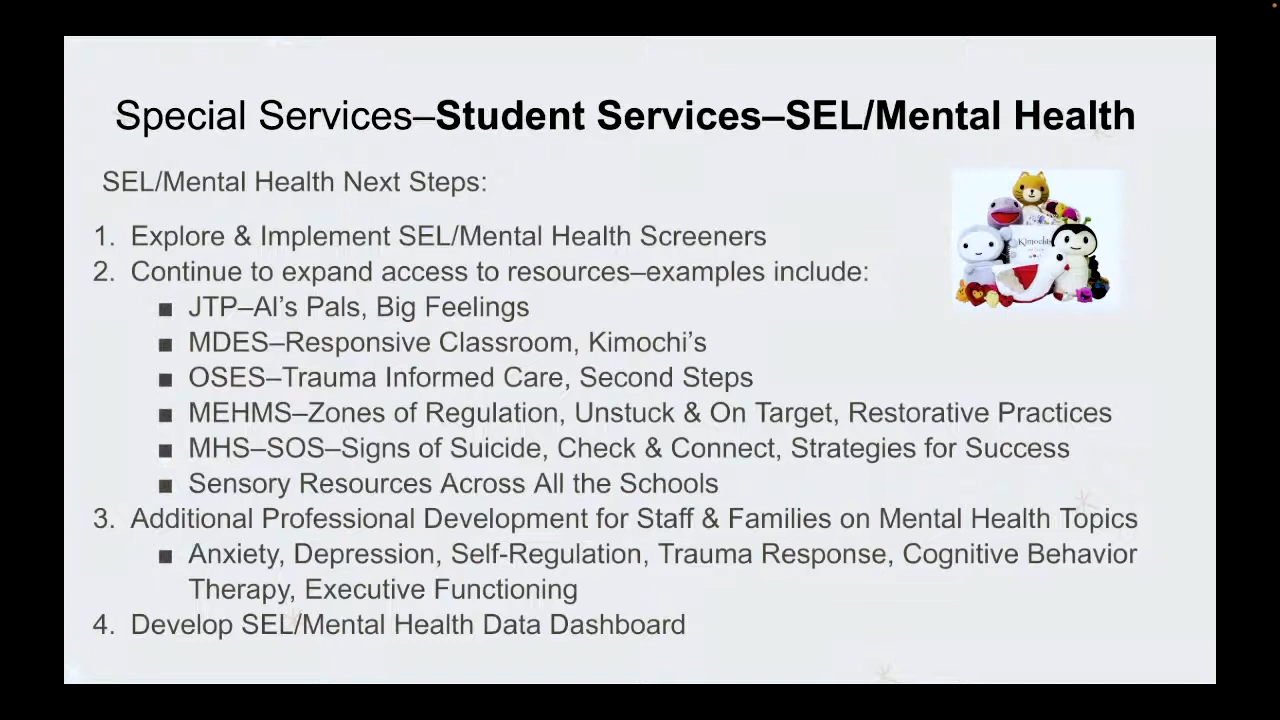 Special Services–Student Services–SEL/Mental Health
SEL/Mental Health Next Steps:
1. Explore & Implement SEL/Mental Health Screeners
2. Continue to expand access to resources–examples include:
■ JTP–Al’s Pals, Big Feelings
■ MDES–Responsive Classroom, Kimochi’s
■ OSES–Trauma Informed Care, Second Steps
■ MEHMS–Zones of Regulation, Unstuck & On Target, Restorative Practices
■ MHS–SOS–Signs of Suicide, Check & Connect, Strategies for Success
■ Sensory Resources Across All the Schools
3. Additional Professional Development for Staff & Families on Mental Health Topics
■ Anxiety, Depression, Self-Regulation, Trauma Response, Cognitive Behavior
Therapy, Executive Functioning
4. Develop SEL/Mental Health Data Dashboard
Kimochis